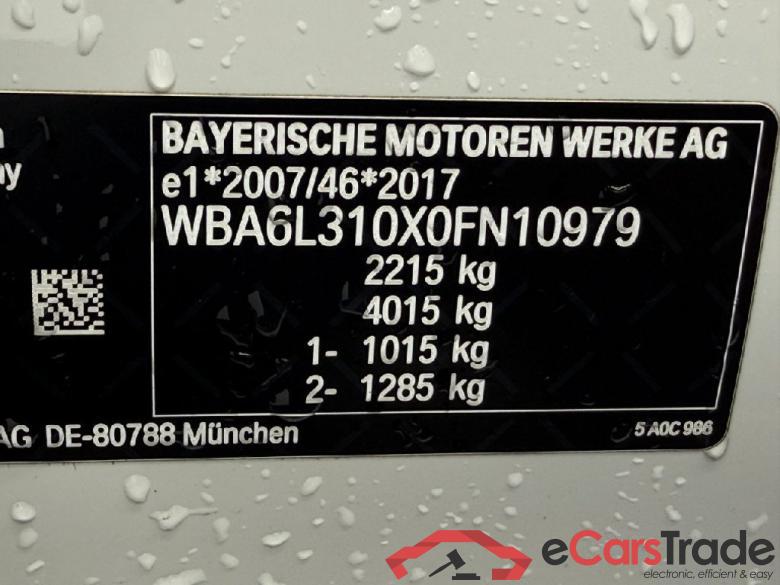 BAYERISCHE MOTOREN WERKE AG
e1*2007/46*2017
WBA6L310X0FN10979
2215 kg
4015 kg
1- 1015 kg
2- 1285 kg
AG DE-80788 München
5 A0C 986
eCarsTrade
electronic, efficient & easy